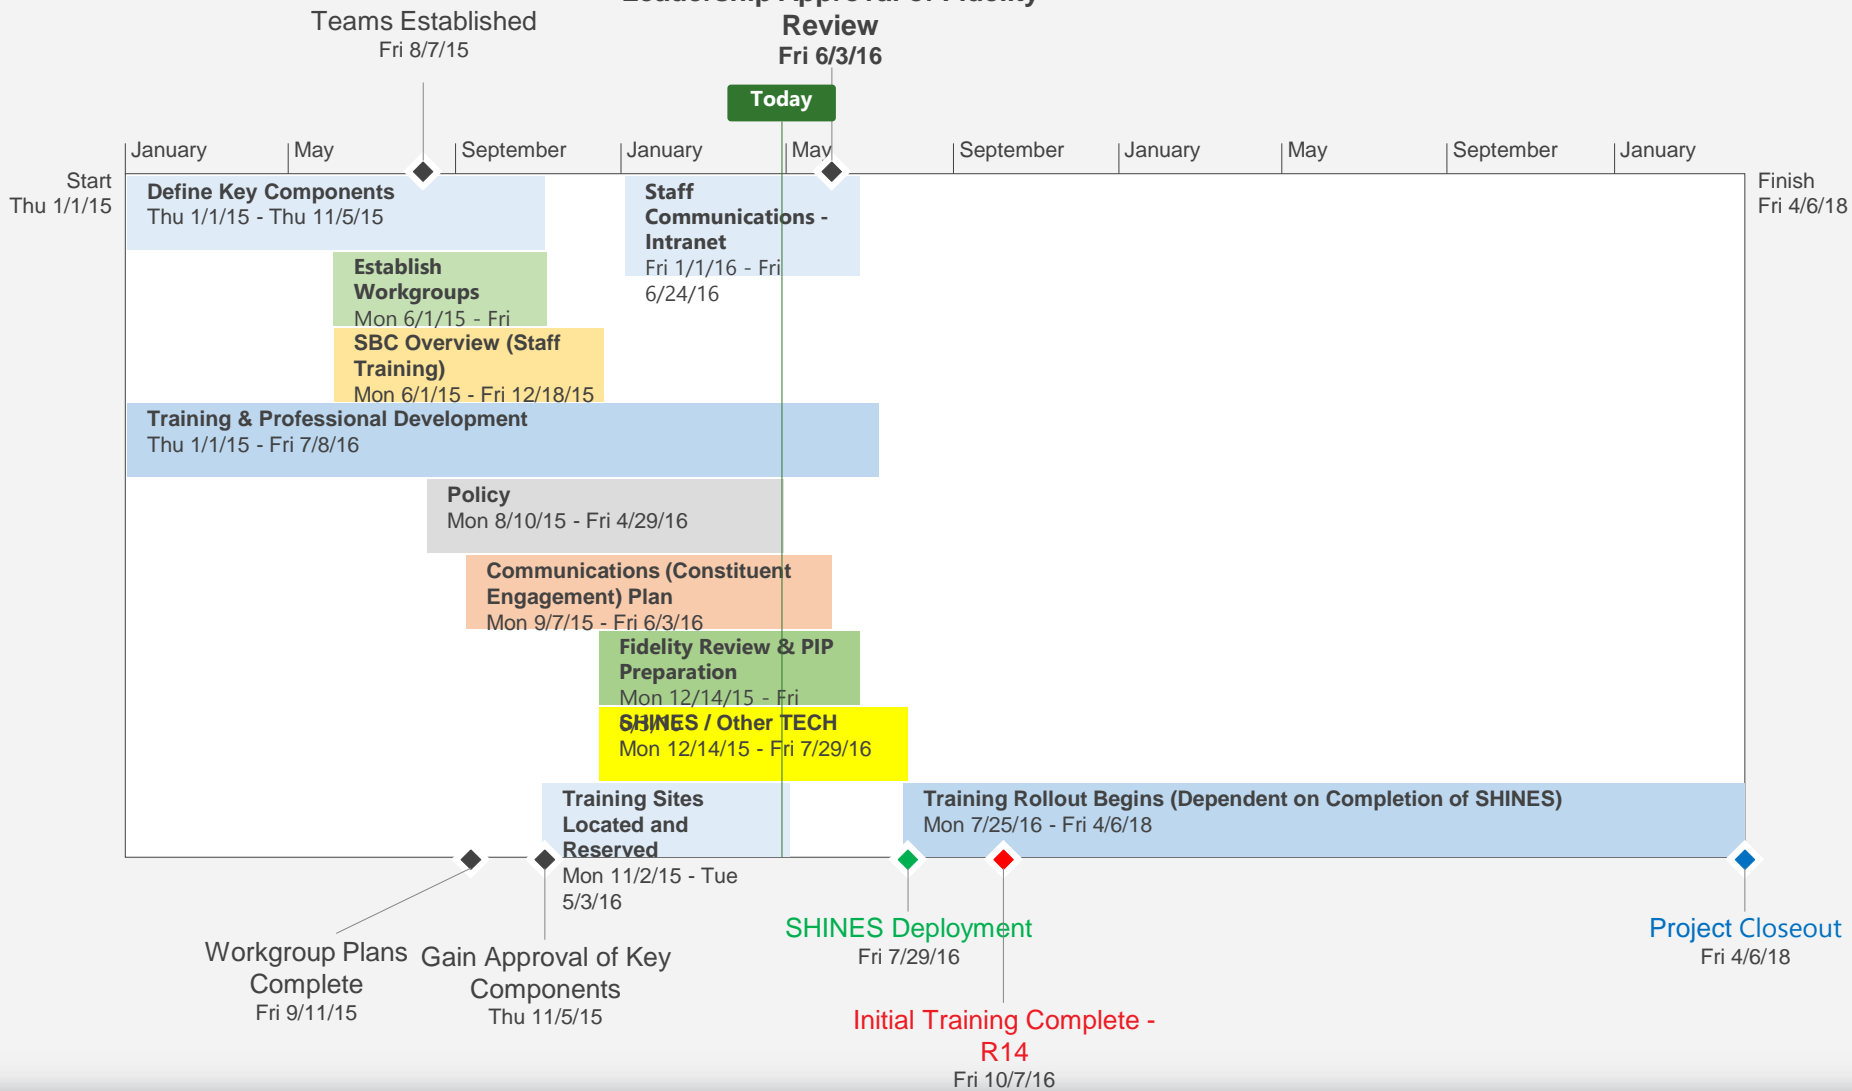 Teams Established
Fri 8/7/15
Leadership Approval of Fidelity
Review
Fri 6/3/16
Today
January
May
September
January
May
September
January
May
September
January
Start
Thu 1/1/15
Finish
Fri 4/6/18
Define Key Components
Thu 1/1/15 - Thu 11/5/15
Staff
Communications -
Intranet
Fri 1/1/16 - Fri
6/24/16
Establish
Workgroups
Mon 6/1/15 - Fri
SBC Overview (Staff
Training)
Mon 6/1/15 - Fri 12/18/15
Training & Professional Development
Thu 1/1/15 - Fri 7/8/16
Policy
Mon 8/10/15 - Fri 4/29/16
Communications (Constituent
Engagement) Plan
Mon 9/7/15 - Fri 6/3/16
Fidelity Review & PIP
Preparation
Mon 12/14/15 - Fri
SHINES / Other TECH
Mon 12/14/15 - Fri 7/29/16
Training Sites
Located and
Reserved
Mon 11/2/15 - Tue
5/3/16
Training Rollout Begins (Dependent on Completion of SHINES)
Mon 7/25/16 - Fri 4/6/18
Workgroup Plans
Complete
Fri 9/11/15
Gain Approval of Key
Components
Thu 11/5/15
SHINES Deployment
Fri 7/29/16
Initial Training Complete -
R14
Fri 10/7/16
Project Closeout
Fri 4/6/18